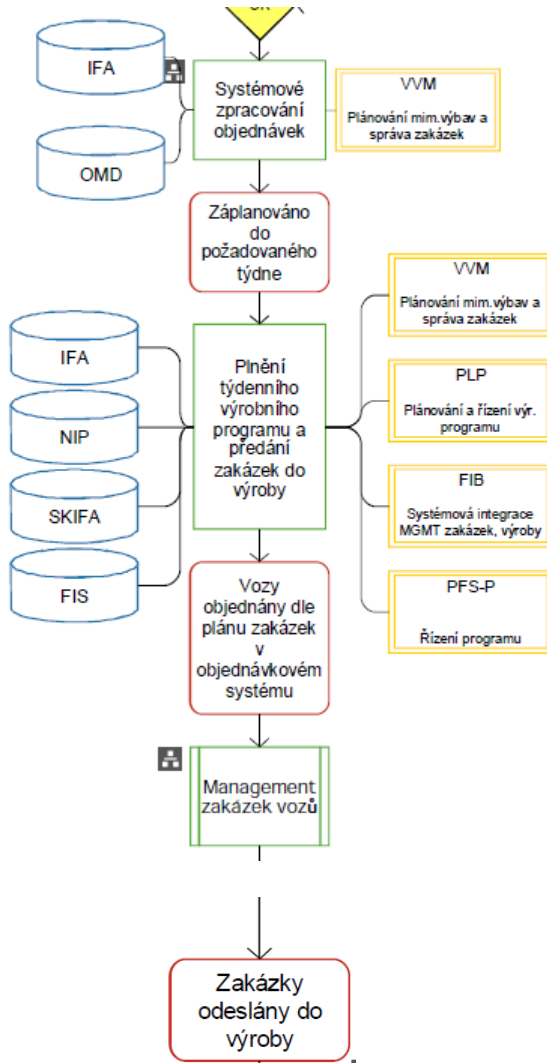 IFA
OMD
Systémové
zpracování
objednávek
VVM
Plánování mim.výbav a
správa zakázek
Záplanováno
do
požadovaného
týdne
IFA
NIP
SKIFA
FIS
Plnění
týdenního
výrobního
programu a
předání
zakázek do
výroby
VVM
Plánování mim.výbav a
správa zakázek
PLP
Plánování a řízení výr.
programu
FIB
Systémová integrace
MGMT zakázek, výroby
PFS-P
Řízení programu
Vozy
objednány dle
plánu zakázek
v
objednávkovém
systému
Management
zakázek vozů
Zakázky
odeslány do
výroby